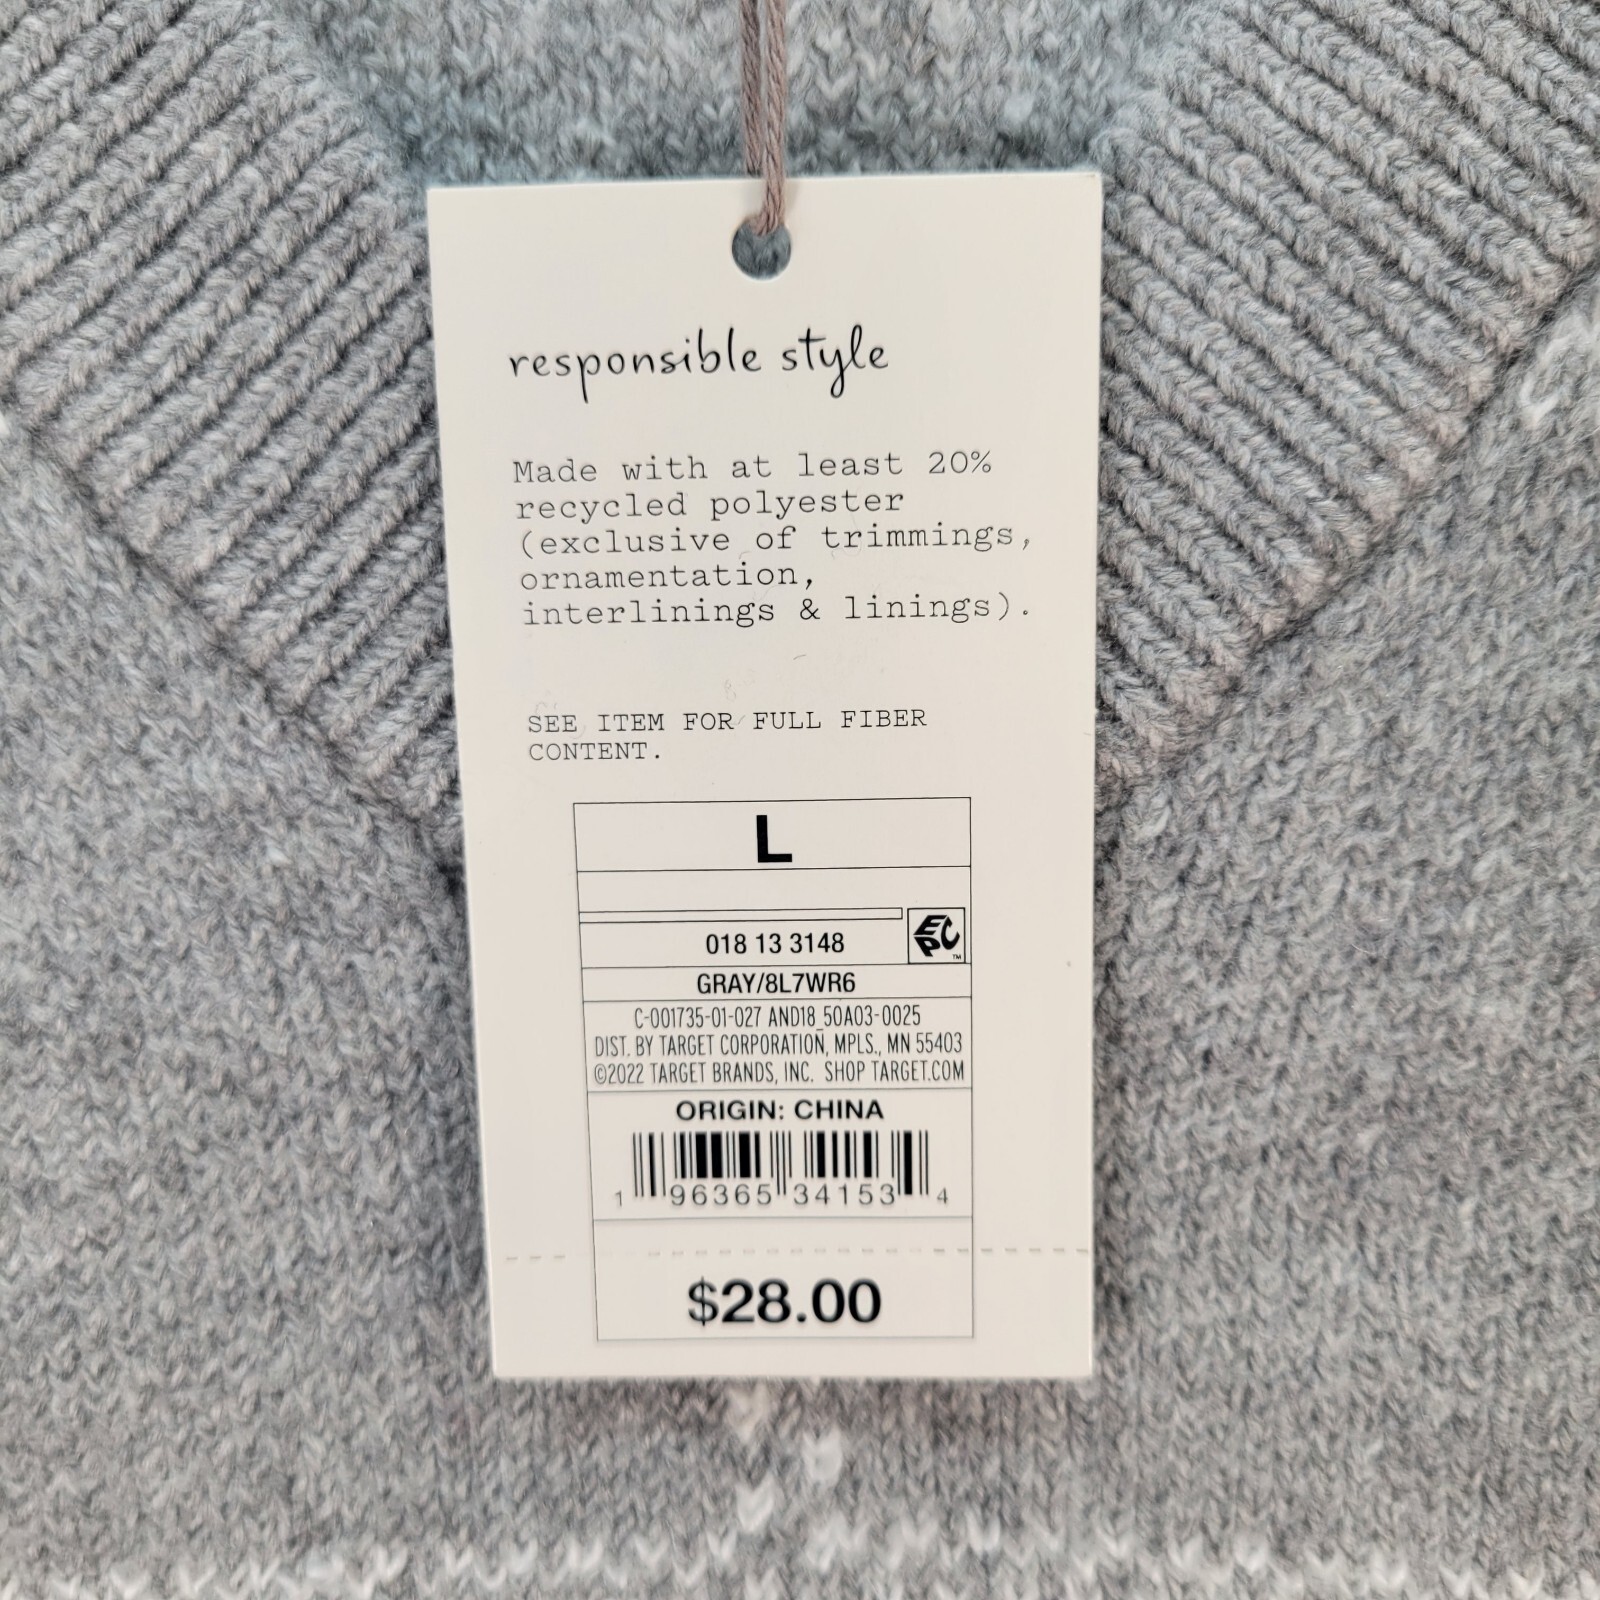 responsible style
Made with at least 20%
recycled polyester
(exclusive of trimmings,
ornamentation,
interlinings & linings).
SEE ITEM FOR FULL FIBER
CONTENT.
L
018 13 3148
EPC™
GRAY/8L7WR6
C-001735-01-027 AND18_50A03-0025
DIST. BY TARGET CORPORATION, MPLS., MN 55403
©2022 TARGET BRANDS, INC. SHOP TARGET.COM
ORIGIN: CHINA
1 96365 34153 4
$28.00